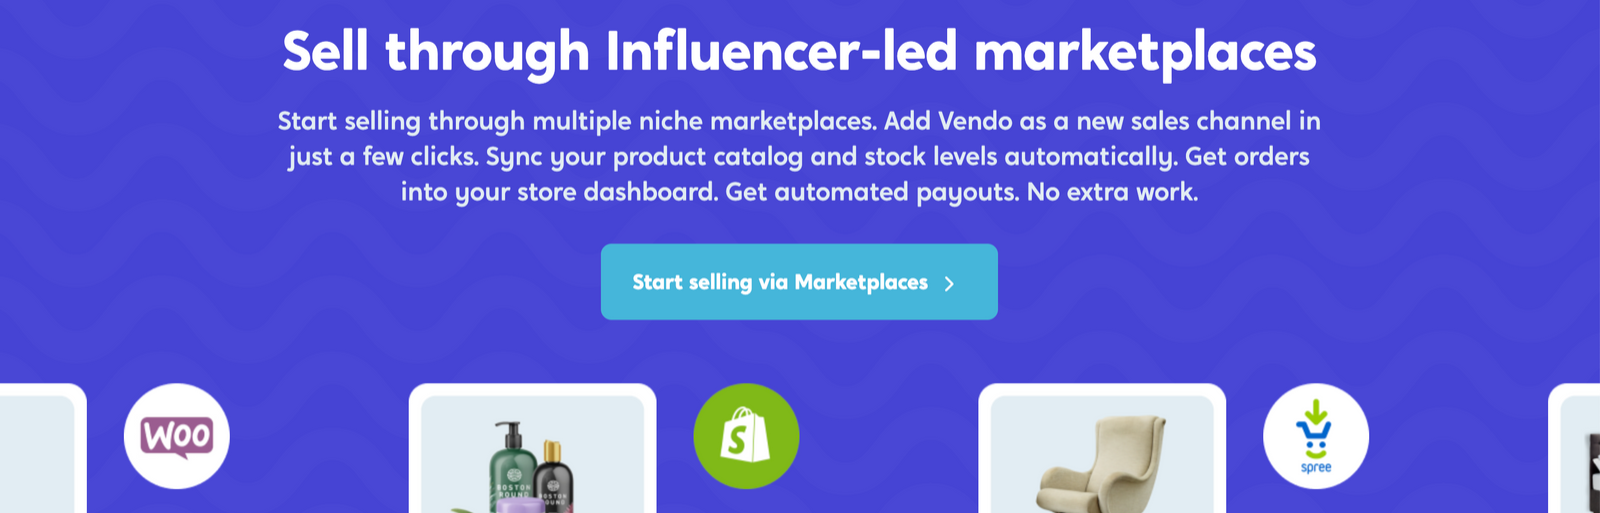 Sell through Influencer-led marketplaces
Start selling through multiple niche marketplaces. Add Vendo as a new sales channel in
just a few clicks. Sync your product catalog and stock levels automatically. Get orders
into your store dashboard. Get automated payouts. No extra work.
Start selling via Marketplaces
WOO
BOSTON
ROUND
BOSTON
ROUND
S
spree